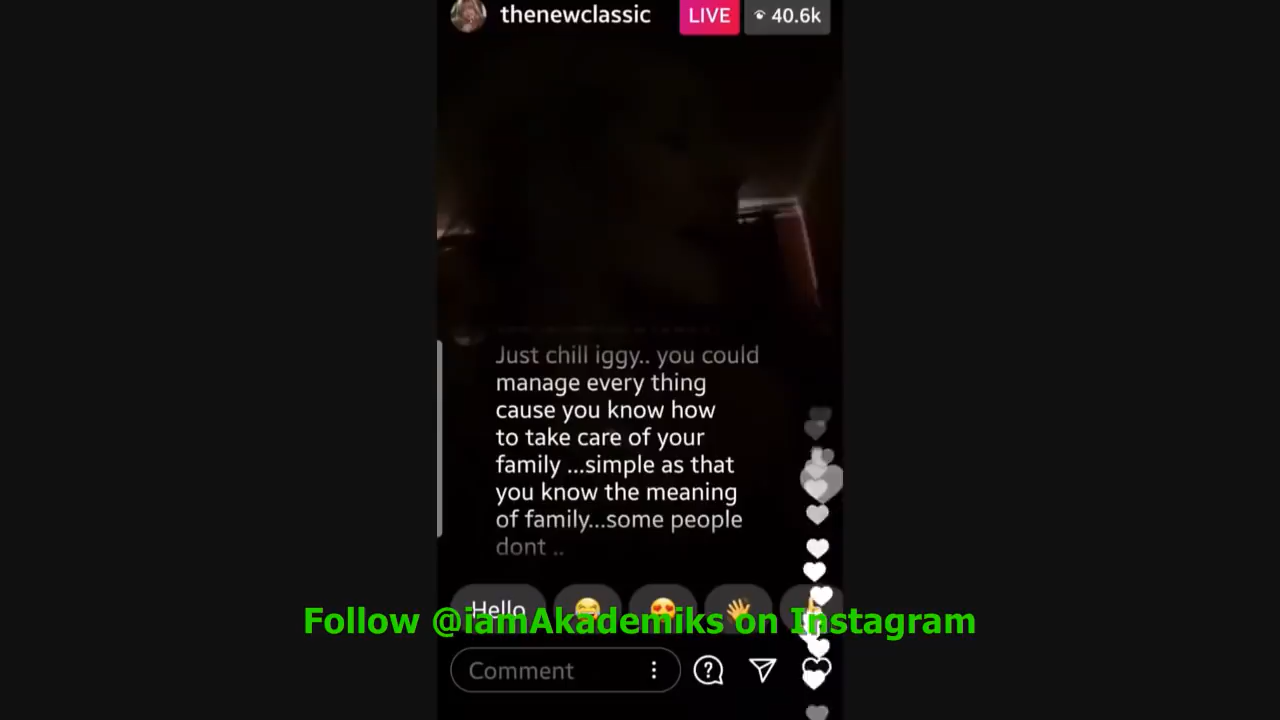 thenewclassic
LIVE
40.6k
Just chill iggy.. you could
manage every thing
cause you know how
to take care of your
family ...simple as that
you know the meaning
of family...some people
dont ..
Hello
Follow @iamAkademiks on Instagram
Comment